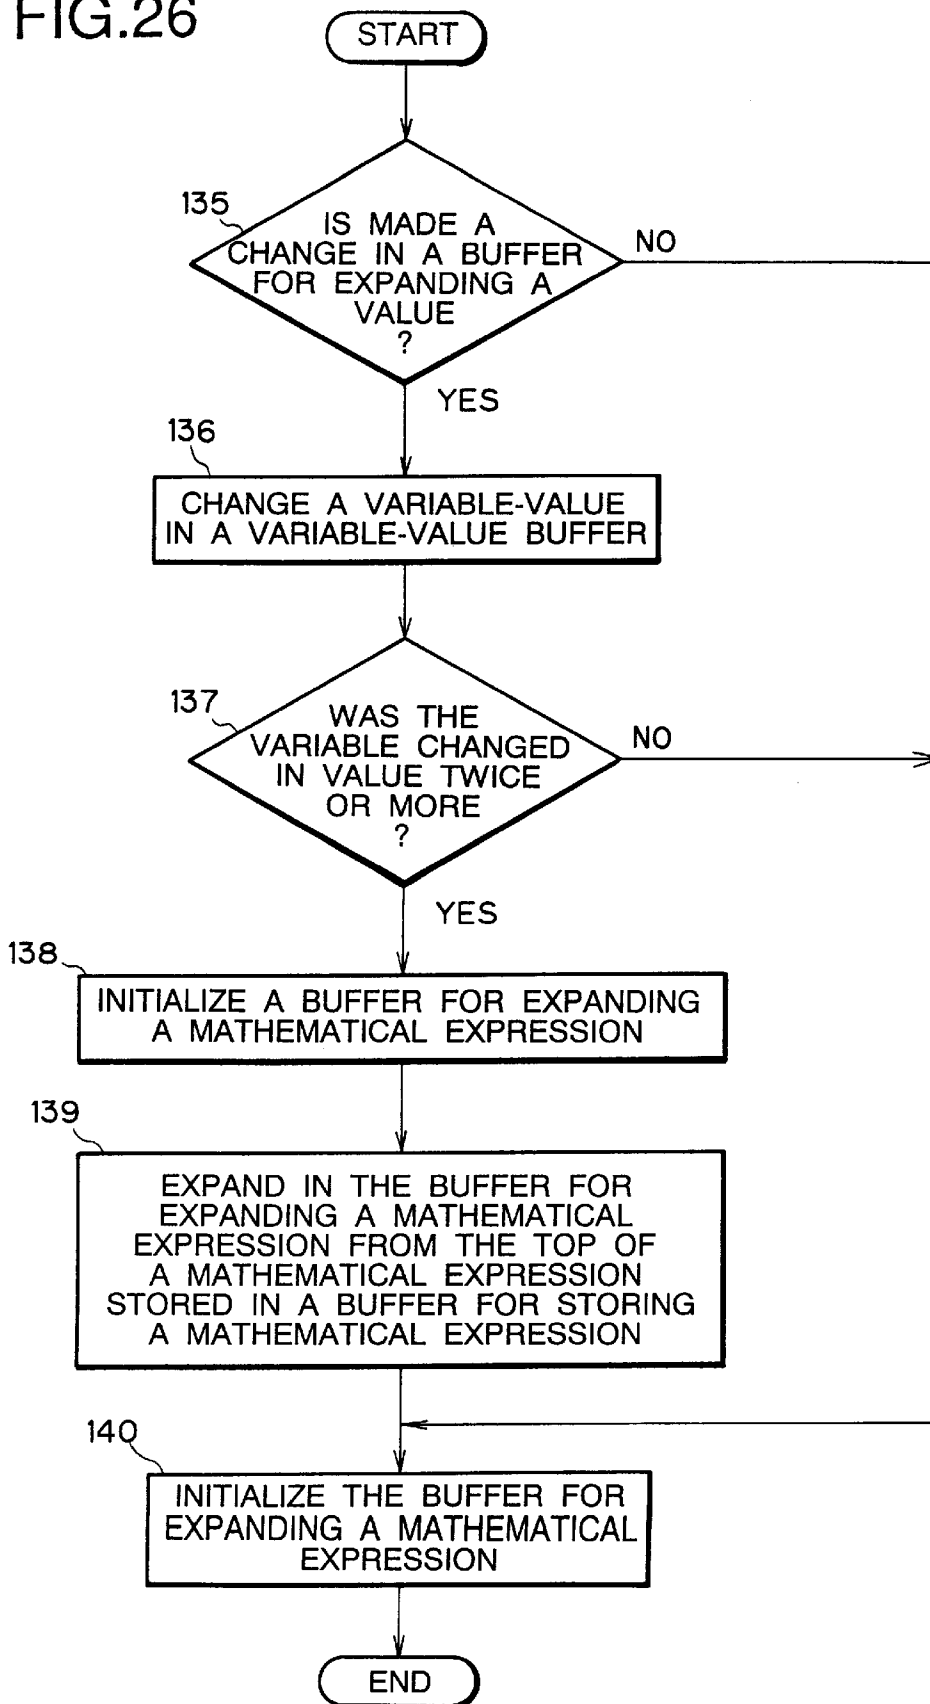 FIG.26
START
135
IS MADE A
CHANGE IN A BUFFER
FOR EXPANDING A
VALUE
?
NO
YES
136
CHANGE A VARIABLE-VALUE
IN A VARIABLE-VALUE BUFFER
137
WAS THE
VARIABLE CHANGED
IN VALUE TWICE
OR MORE
?
NO
YES
138
INITIALIZE A BUFFER FOR EXPANDING
A MATHEMATICAL EXPRESSION
139
EXPAND IN THE BUFFER FOR
EXPANDING A MATHEMATICAL
EXPRESSION FROM THE TOP OF
A MATHEMATICAL EXPRESSION
STORED IN A BUFFER FOR STORING
A MATHEMATICAL EXPRESSION
140
INITIALIZE THE BUFFER FOR
EXPANDING A MATHEMATICAL
EXPRESSION
END